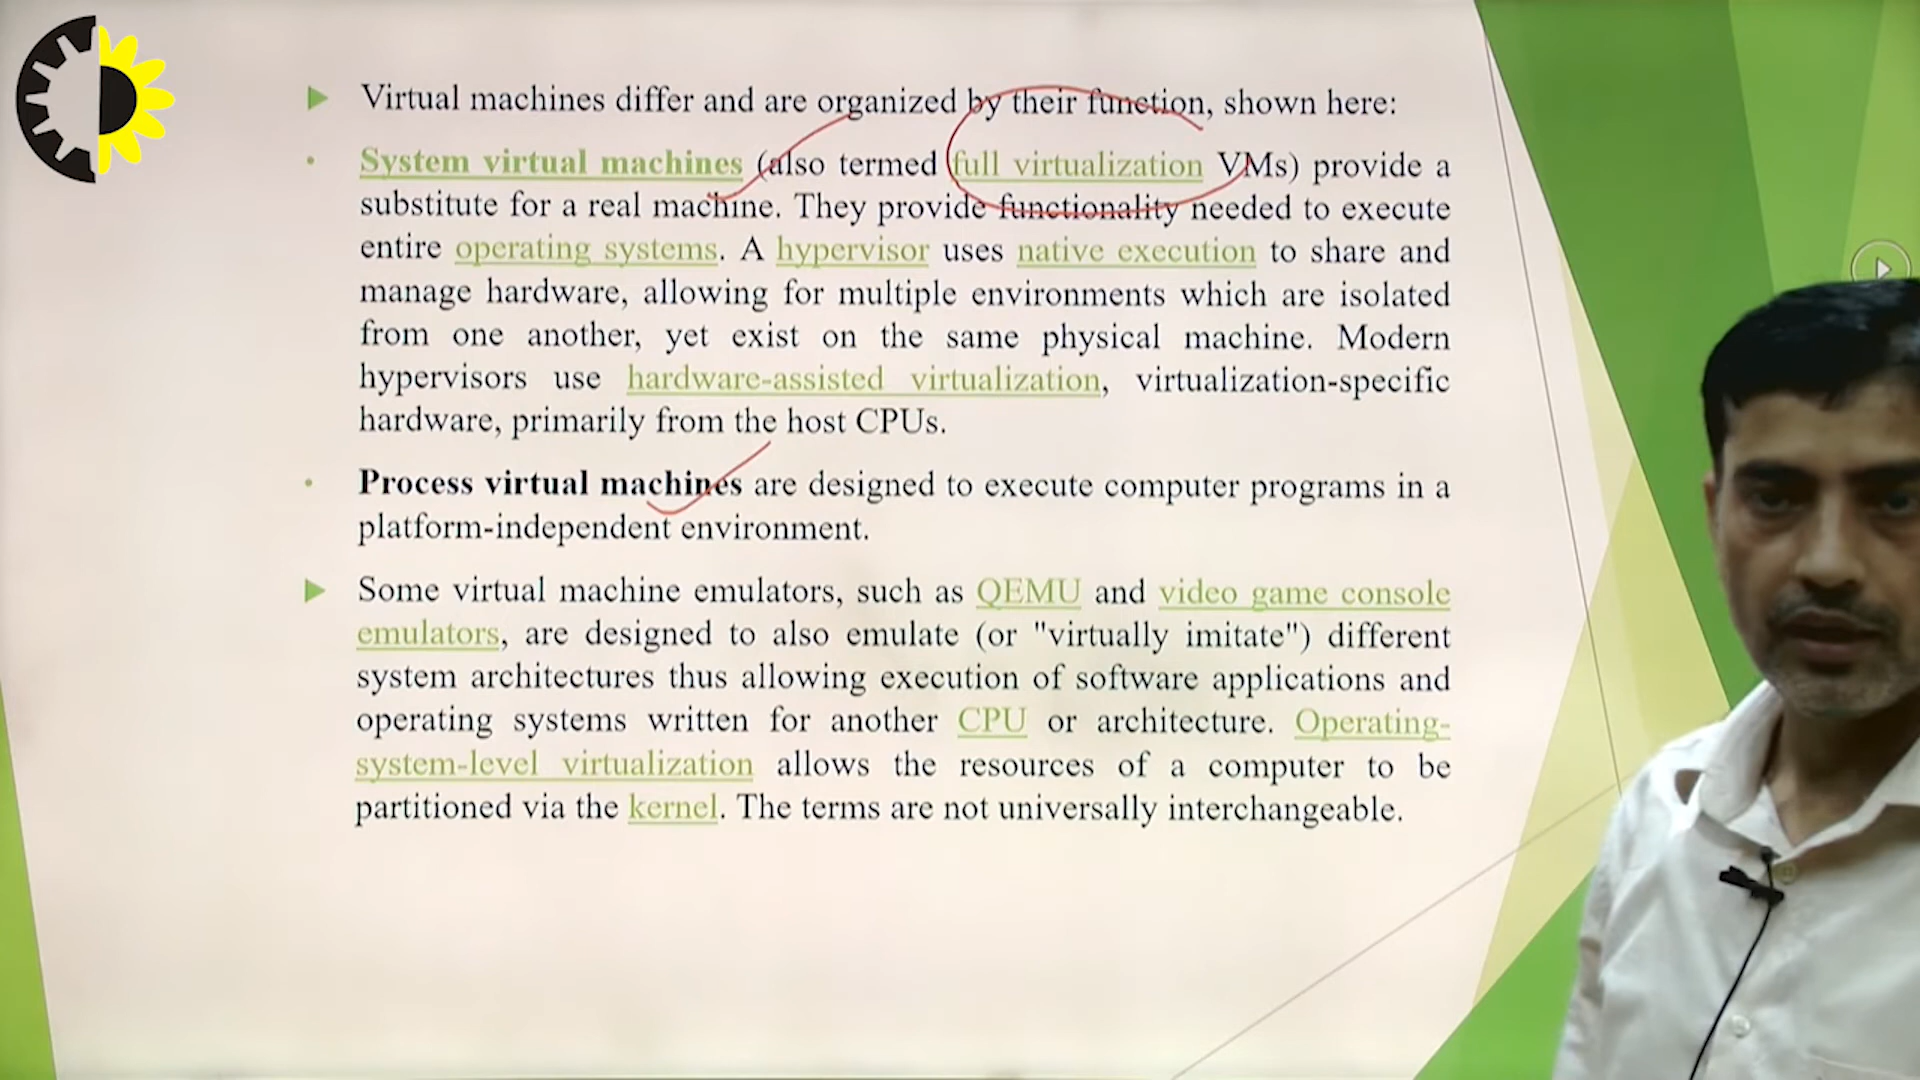 Virtual machines differ and are organized by their function, shown here:
System virtual machines (also termed full virtualization VMs) provide a
substitute for a real machine. They provide functionality needed to execute
entire operating systems. A hypervisor uses native execution to share and
manage hardware, allowing for multiple environments which are isolated
from one another, yet exist on the same physical machine. Modern
hypervisors use hardware-assisted virtualization, virtualization-specific
hardware, primarily from the host CPUs.
Process virtual machines are designed to execute computer programs in a
platform-independent environment.
Some virtual machine emulators, such as QEMU and video game console
emulators, are designed to also emulate (or "virtually imitate") different
system architectures thus allowing execution of software applications and
operating systems written for another CPU or architecture. Operating-
system-level virtualization allows the resources of a computer to be
partitioned via the kernel. The terms are not universally interchangeable.